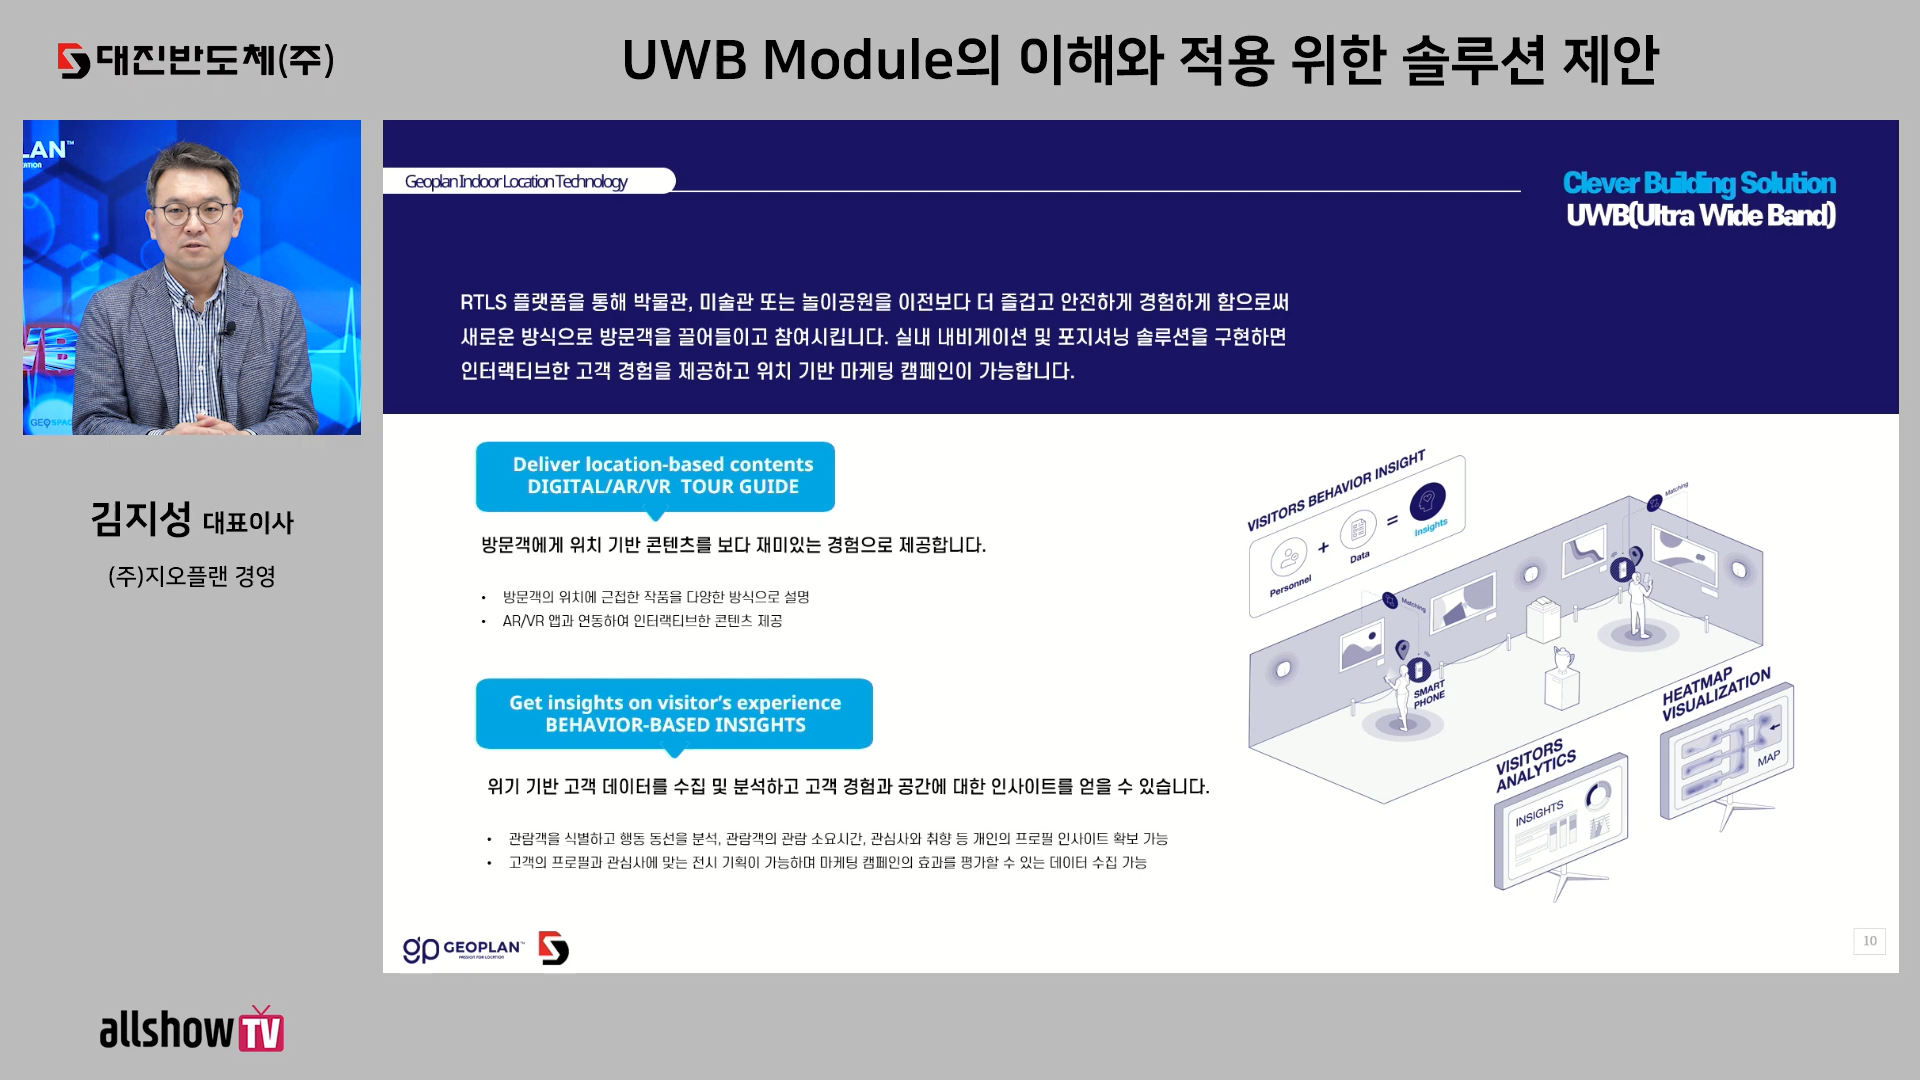 대진반도체(주)
UWB Module의 이해와 적용 위한 솔루션 제안
LAN™
Geoplan Indoor Location Technology
Clever Building Solution
UWB(Ultra Wide Band)
RTLS 플랫폼을 통해 박물관, 미술관 또는 놀이공원을 이전보다 더 즐겁고 안전하게 경험하게 함으로써
새로운 방식으로 방문객을 끌어들이고 참여시킵니다. 실내 내비게이션 및 포지셔닝 솔루션을 구현하면
인터랙티브한 고객 경험을 제공하고 위치 기반 마케팅 캠페인이 가능합니다.
WB
GEOSPAC
김지성 대표이사
(주)지오플랜 경영
Deliver location-based contents
DIGITAL/AR/VR TOUR GUIDE
방문객에게 위치 기반 콘텐츠를 보다 재미있는 경험으로 제공합니다.
• 방문객의 위치에 근접한 작품을 다양한 방식으로 설명
• AR/VR 앱과 연동하여 인터랙티브한 콘텐츠 제공
Get insights on visitor's experience
BEHAVIOR-BASED INSIGHTS
위기 기반 고객 데이터를 수집 및 분석하고 고객 경험과 공간에 대한 인사이트를 얻을 수 있습니다.
• 관람객을 식별하고 행동 동선을 분석, 관람객의 관람 소요시간, 관심사와 취향 등 개인의 프로필 인사이트 확보 가능
• 고객의 프로필과 관심사에 맞는 전시 기획이 가능하며 마케팅 캠페인의 효과를 평가할 수 있는 데이터 수집 가능
VISITORS BEHAVIOR INSIGHT
Personnel
+
Data
=
Insights
Matching
Matching
SMART
PHONE
HEATMAP
VISUALIZATION
MAP
VISITORS
ANALYTICS
INSIGHTS
gp GEOPLAN™
PASSION FOR LOCATION
10
allshow TV